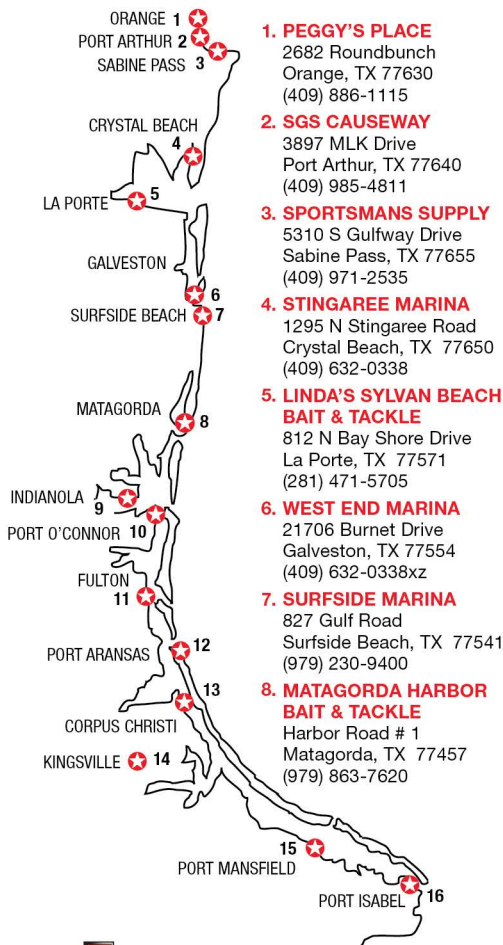 ORANGE 1
PORT ARTHUR 2
SABINE PASS 3
CRYSTAL BEACH
4
LA PORTE 5
GALVESTON
6
SURFSIDE BEACH 7
MATAGORDA 8
INDIANOLA
9
PORT O'CONNOR 10
FULTON
11
PORT ARANSAS 12
13
CORPUS CHRISTI
KINGSVILLE 14
15
PORT MANSFIELD
PORT ISABEL 16
1. PEGGY'S PLACE
2682 Roundbunch
Orange, TX 77630
(409) 886-1115
2. SGS CAUSEWAY
3897 MLK Drive
Port Arthur, TX 77640
(409) 985-4811
3. SPORTSMANS SUPPLY
5310 S Gulfway Drive
Sabine Pass, TX 77655
(409) 971-2535
4. STINGAREE MARINA
1295 N Stingaree Road
Crystal Beach, TX 77650
(409) 632-0338
5. LINDA'S SYLVAN BEACH
BAIT & TACKLE
812 N Bay Shore Drive
La Porte, TX 77571
(281) 471-5705
6. WEST END MARINA
21706 Burnet Drive
Galveston, TX 77554
(409) 632-0338xz
7. SURFSIDE MARINA
827 Gulf Road
Surfside Beach, TX 77541
(979) 230-9400
8. MATAGORDA HARBOR
BAIT & TACKLE
Harbor Road # 1
Matagorda, TX 77457
(979) 863-7620